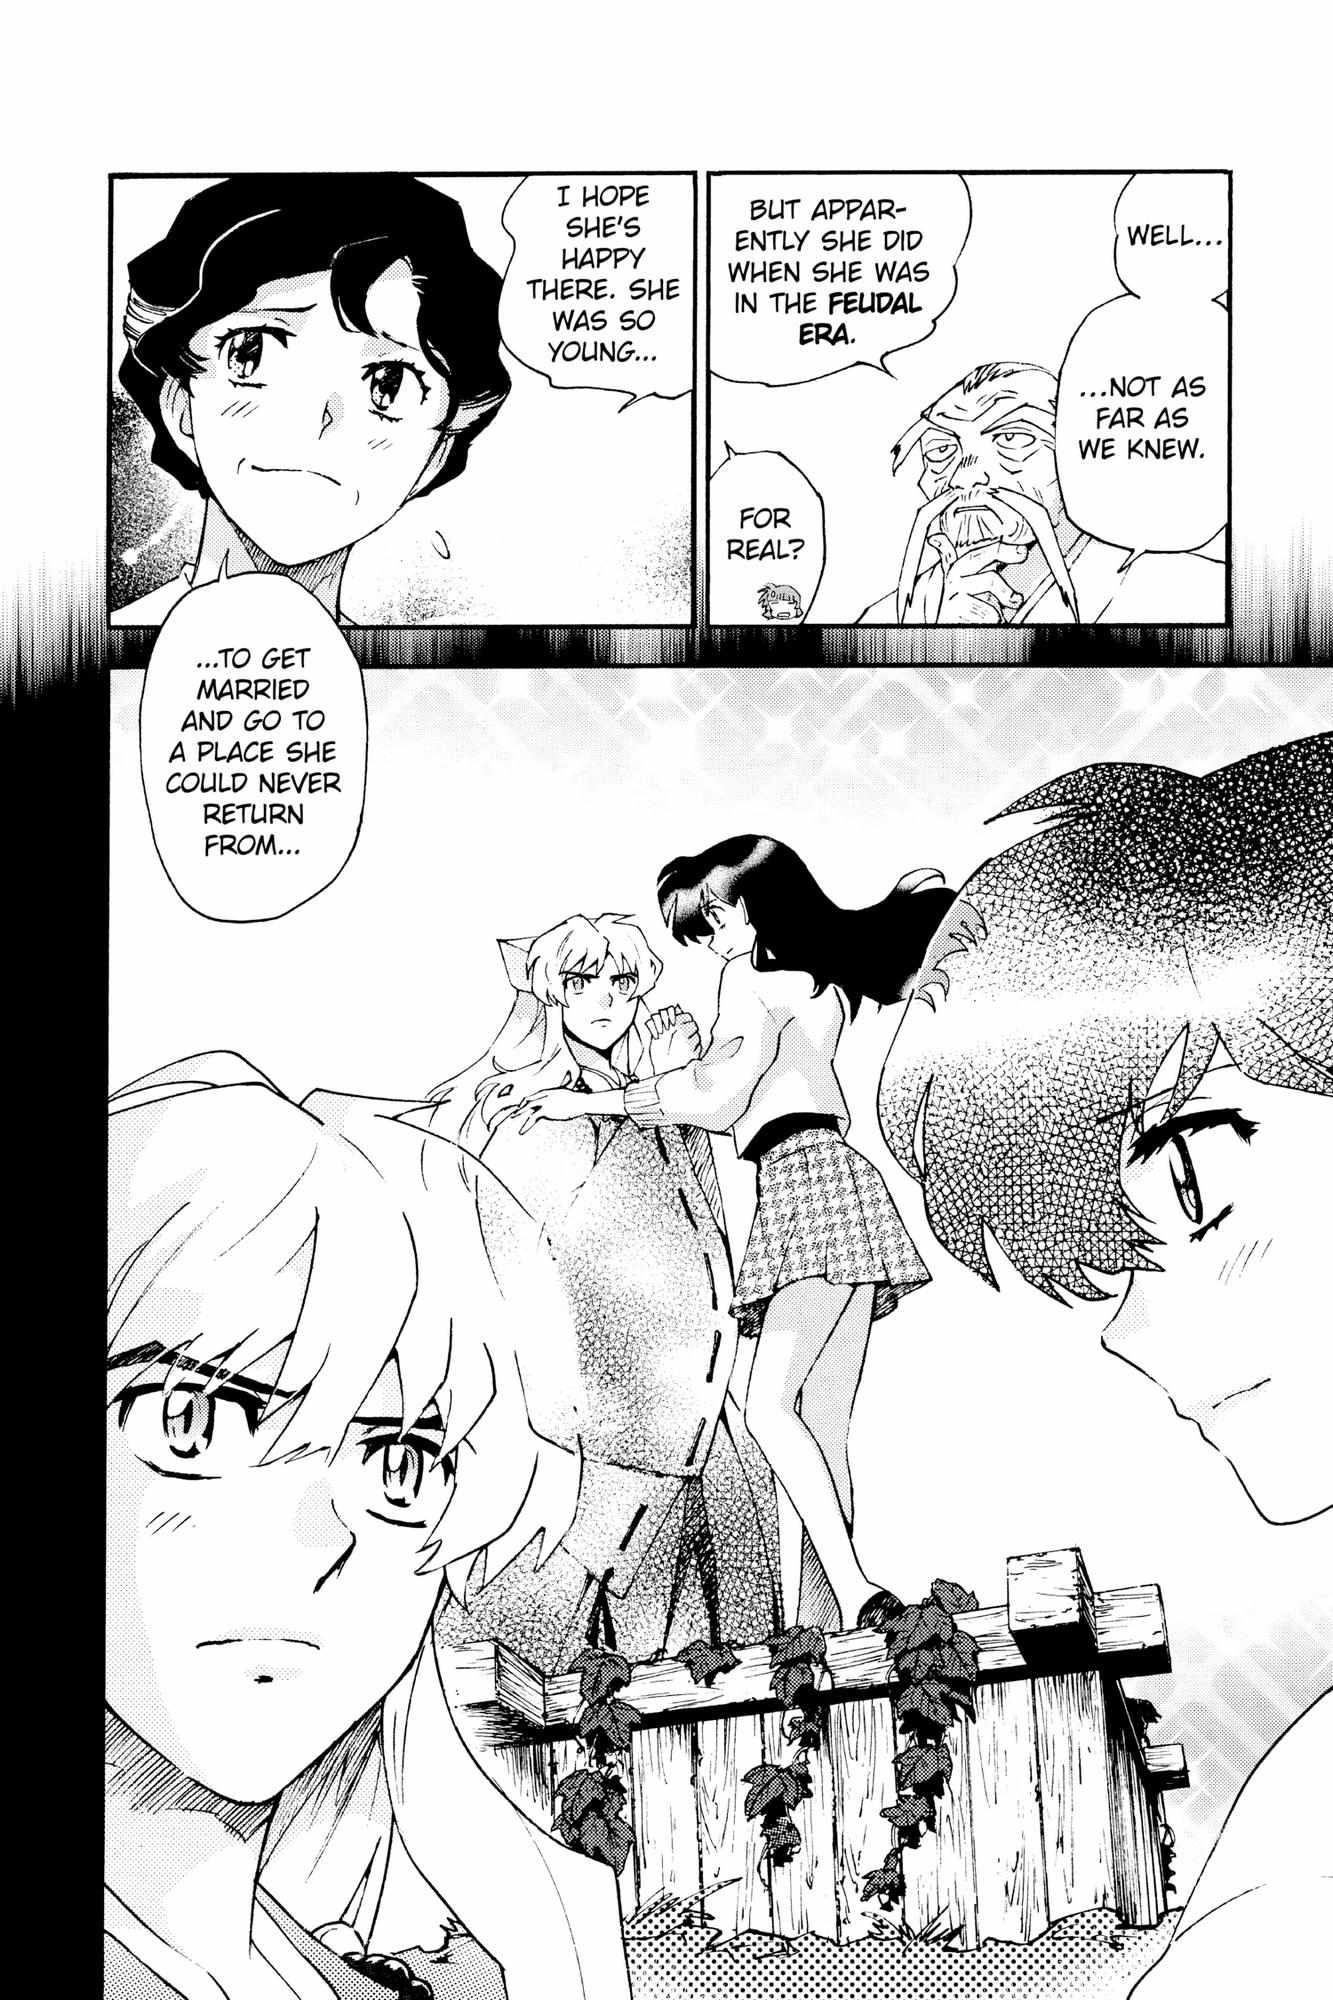 WELL...
...NOT AS
FAR AS
WE KNEW.
BUT APPAR-
ENTLY SHE DID
WHEN SHE WAS
IN THE FEUDAL
ERA.
FOR
REAL?
I HOPE
SHE'S
HAPPY
THERE. SHE
WAS SO
YOUNG...
...TO GET
MARRIED
AND GO TO
A PLACE SHE
COULD NEVER
RETURN
FROM...